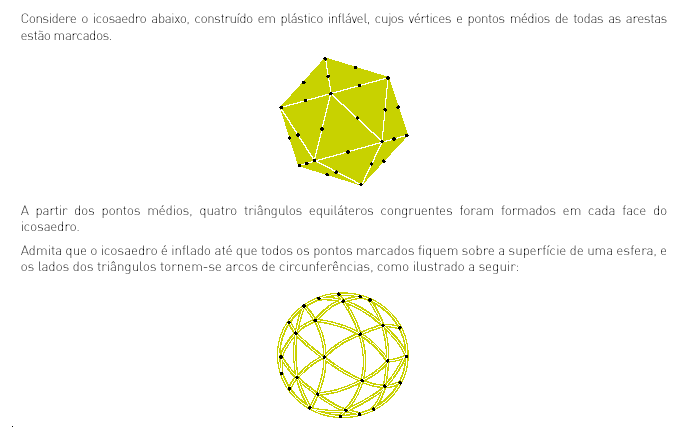 Considere o icosaedro abaixo, construído em plástico inflável, cujos vértices e pontos médios de todas as arestas
estão marcados.
A partir dos pontos médios, quatro triângulos equiláteros congruentes foram formados em cada face do
icosaedro.
Admita que o icosaedro é inflado até que todos os pontos marcados fiquem sobre a superfície de uma esfera, e
os lados dos triângulos tornem-se arcos de circunferências, como ilustrado a seguir: